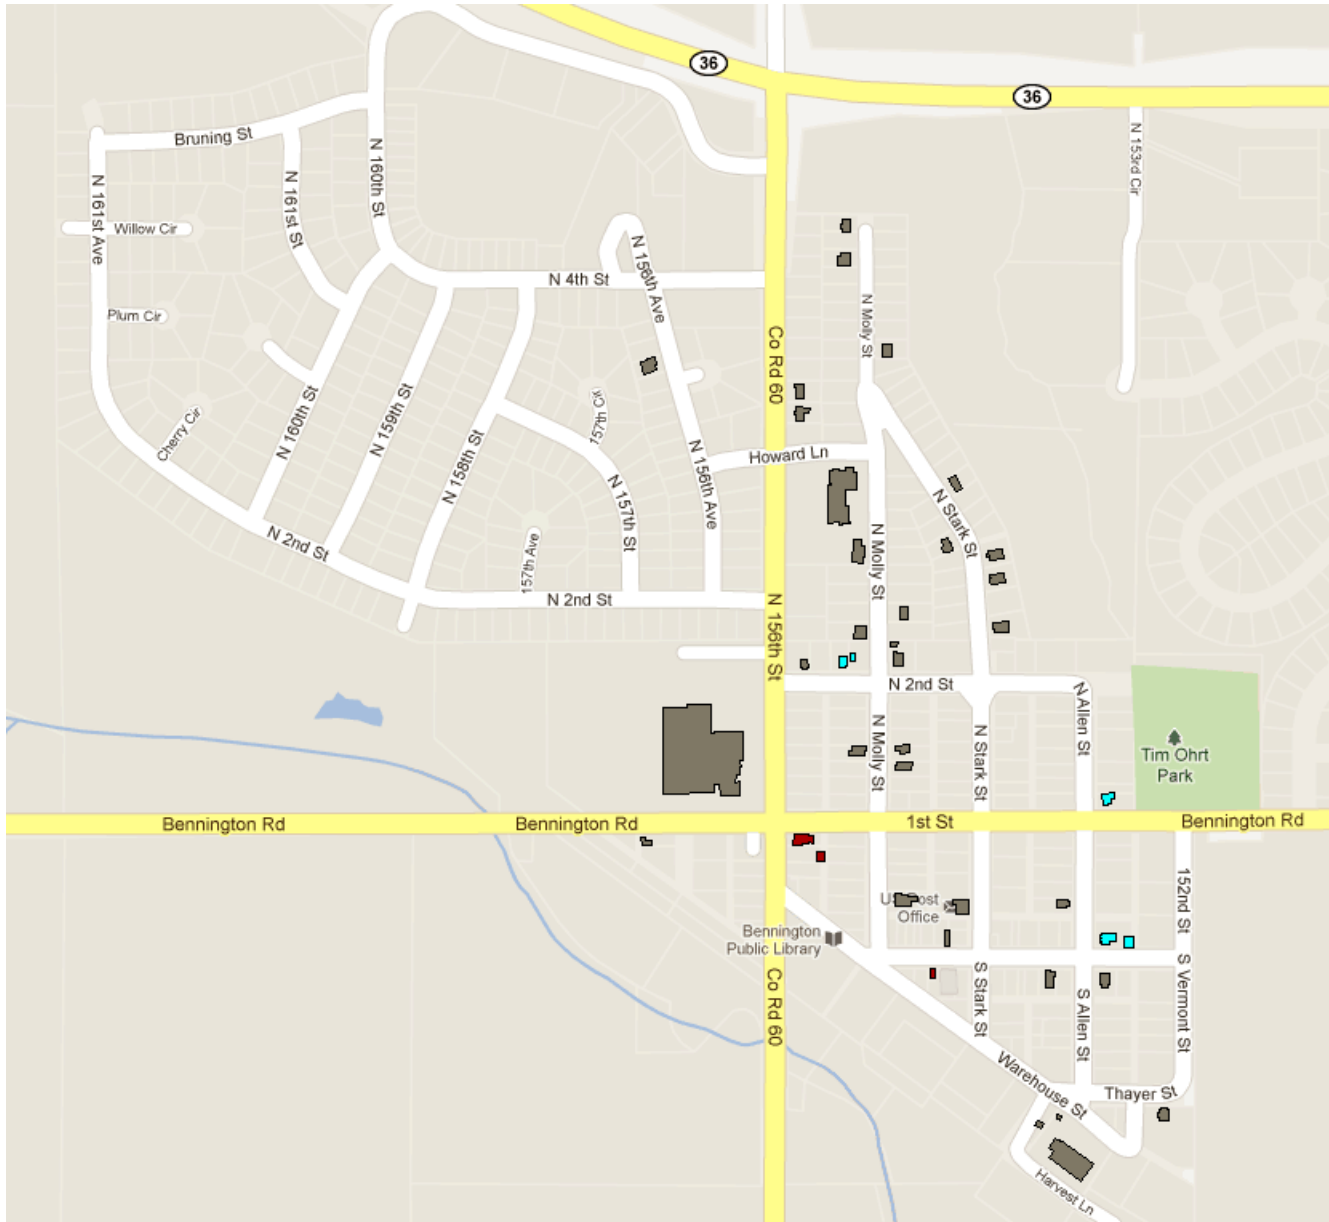 36
36
N 153rd Cir
Bruning St
N 160th St
N 161st Ave
N 161st St
Willow Cir
N 4th St
N 156th Ave
N Molly St
Plum Cir
Co Rd 60
157th Cir
N 159th St
N 160th St
Cherry Cir
N 158th St
Howard Ln
N 156th Ave
N 157th St
N Stark St
N Molly St
N 2nd St
157th Ave
N 2nd St
N 156th St
N 2nd St
N Allen St
N Molly St
N Stark St
Tim Ohrt
Park
Bennington Rd
Bennington Rd
1st St
Bennington Rd
152nd St
US Post
Office
Bennington
Public Library
Co Rd 60
S Stark St
S Allen St
S Vermont St
Warehouse St
Thayer St
Harvest Ln